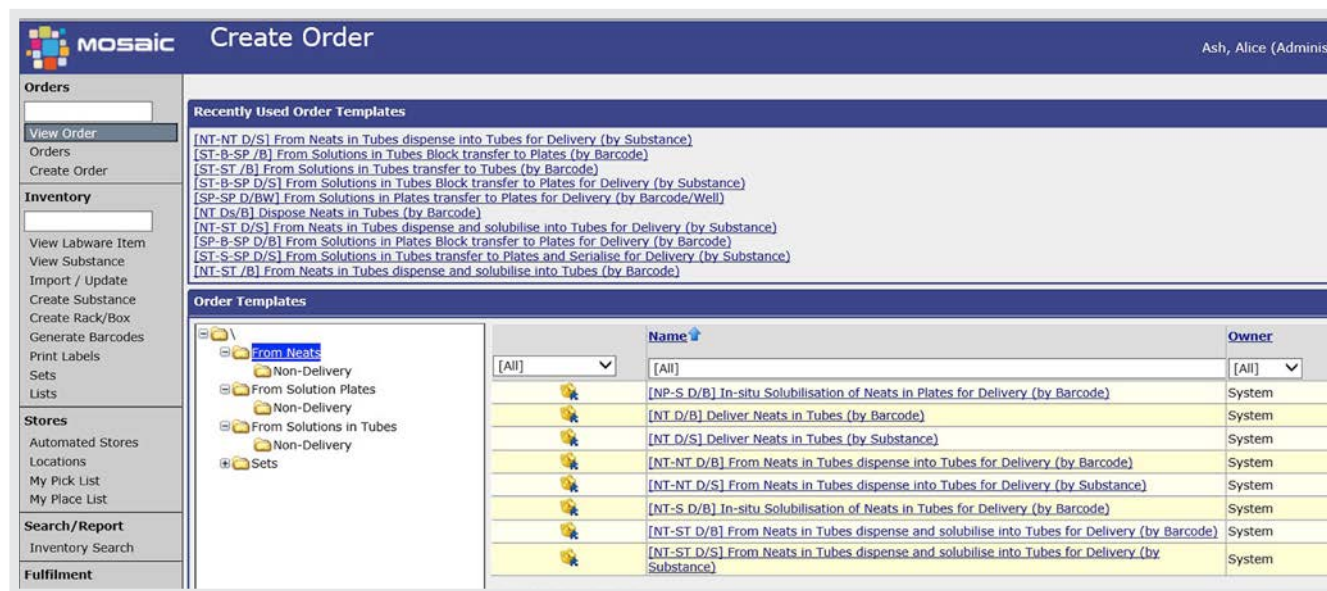 mosaic
Create Order
Ash, Alice (Adminis
Orders
View Order
Orders
Create Order
Inventory
View Labware Item
View Substance
Import / Update
Create Substance
Create Rack/Box
Generate Barcodes
Print Labels
Sets
Lists
Stores
Automated Stores
Locations
My Pick List
My Place List
Search/Report
Inventory Search
Fulfilment
Recently Used Order Templates
[NT-NT D/S] From Neats in Tubes dispense into Tubes for Delivery (by Substance)
[ST-B-SP /B] From Solutions in Tubes Block transfer to Plates (by Barcode)
[ST-ST /B] From Solutions in Tubes transfer to Tubes (by Barcode)
[ST-B-SP D/S] From Solutions in Tubes Block transfer to Plates for Delivery (by Substance)
[SP-SP D/BW] From Solutions in Plates transfer to Plates for Delivery (by Barcode/Well)
[NT Ds/B] Dispose Neats in Tubes (by Barcode)
[NT-ST D/S] From Neats in Tubes dispense and solubilise into Tubes for Delivery (by Substance)
[SP-B-SP D/B] From Solutions in Plates Block transfer to Plates for Delivery (by Barcode)
[ST-S-SP D/S] From Solutions in Tubes transfer to Plates and Serialise for Delivery (by Substance)
[NT-ST /B] From Neats in Tubes dispense and solubilise into Tubes (by Barcode)
Order Templates
\
From Neats
Non-Delivery
From Solution Plates
Non-Delivery
From Solutions in Tubes
Non-Delivery
Sets
Name Owner
[All] [All] [All]
[NP-S D/B] In-situ Solubilisation of Neats in Plates for Delivery (by Barcode) System
[NT D/B] Deliver Neats in Tubes (by Barcode) System
[NT D/S] Deliver Neats in Tubes (by Substance) System
[NT-NT D/B] From Neats in Tubes dispense into Tubes for Delivery (by Barcode) System
[NT-NT D/S] From Neats in Tubes dispense into Tubes for Delivery (by Substance) System
[NT-S D/B] In-situ Solubilisation of Neats in Tubes for Delivery (by Barcode) System
[NT-ST D/B] From Neats in Tubes dispense and solubilise into Tubes for Delivery (by Barcode) System
[NT-ST D/S] From Neats in Tubes dispense and solubilise into Tubes for Delivery (by
Substance) System